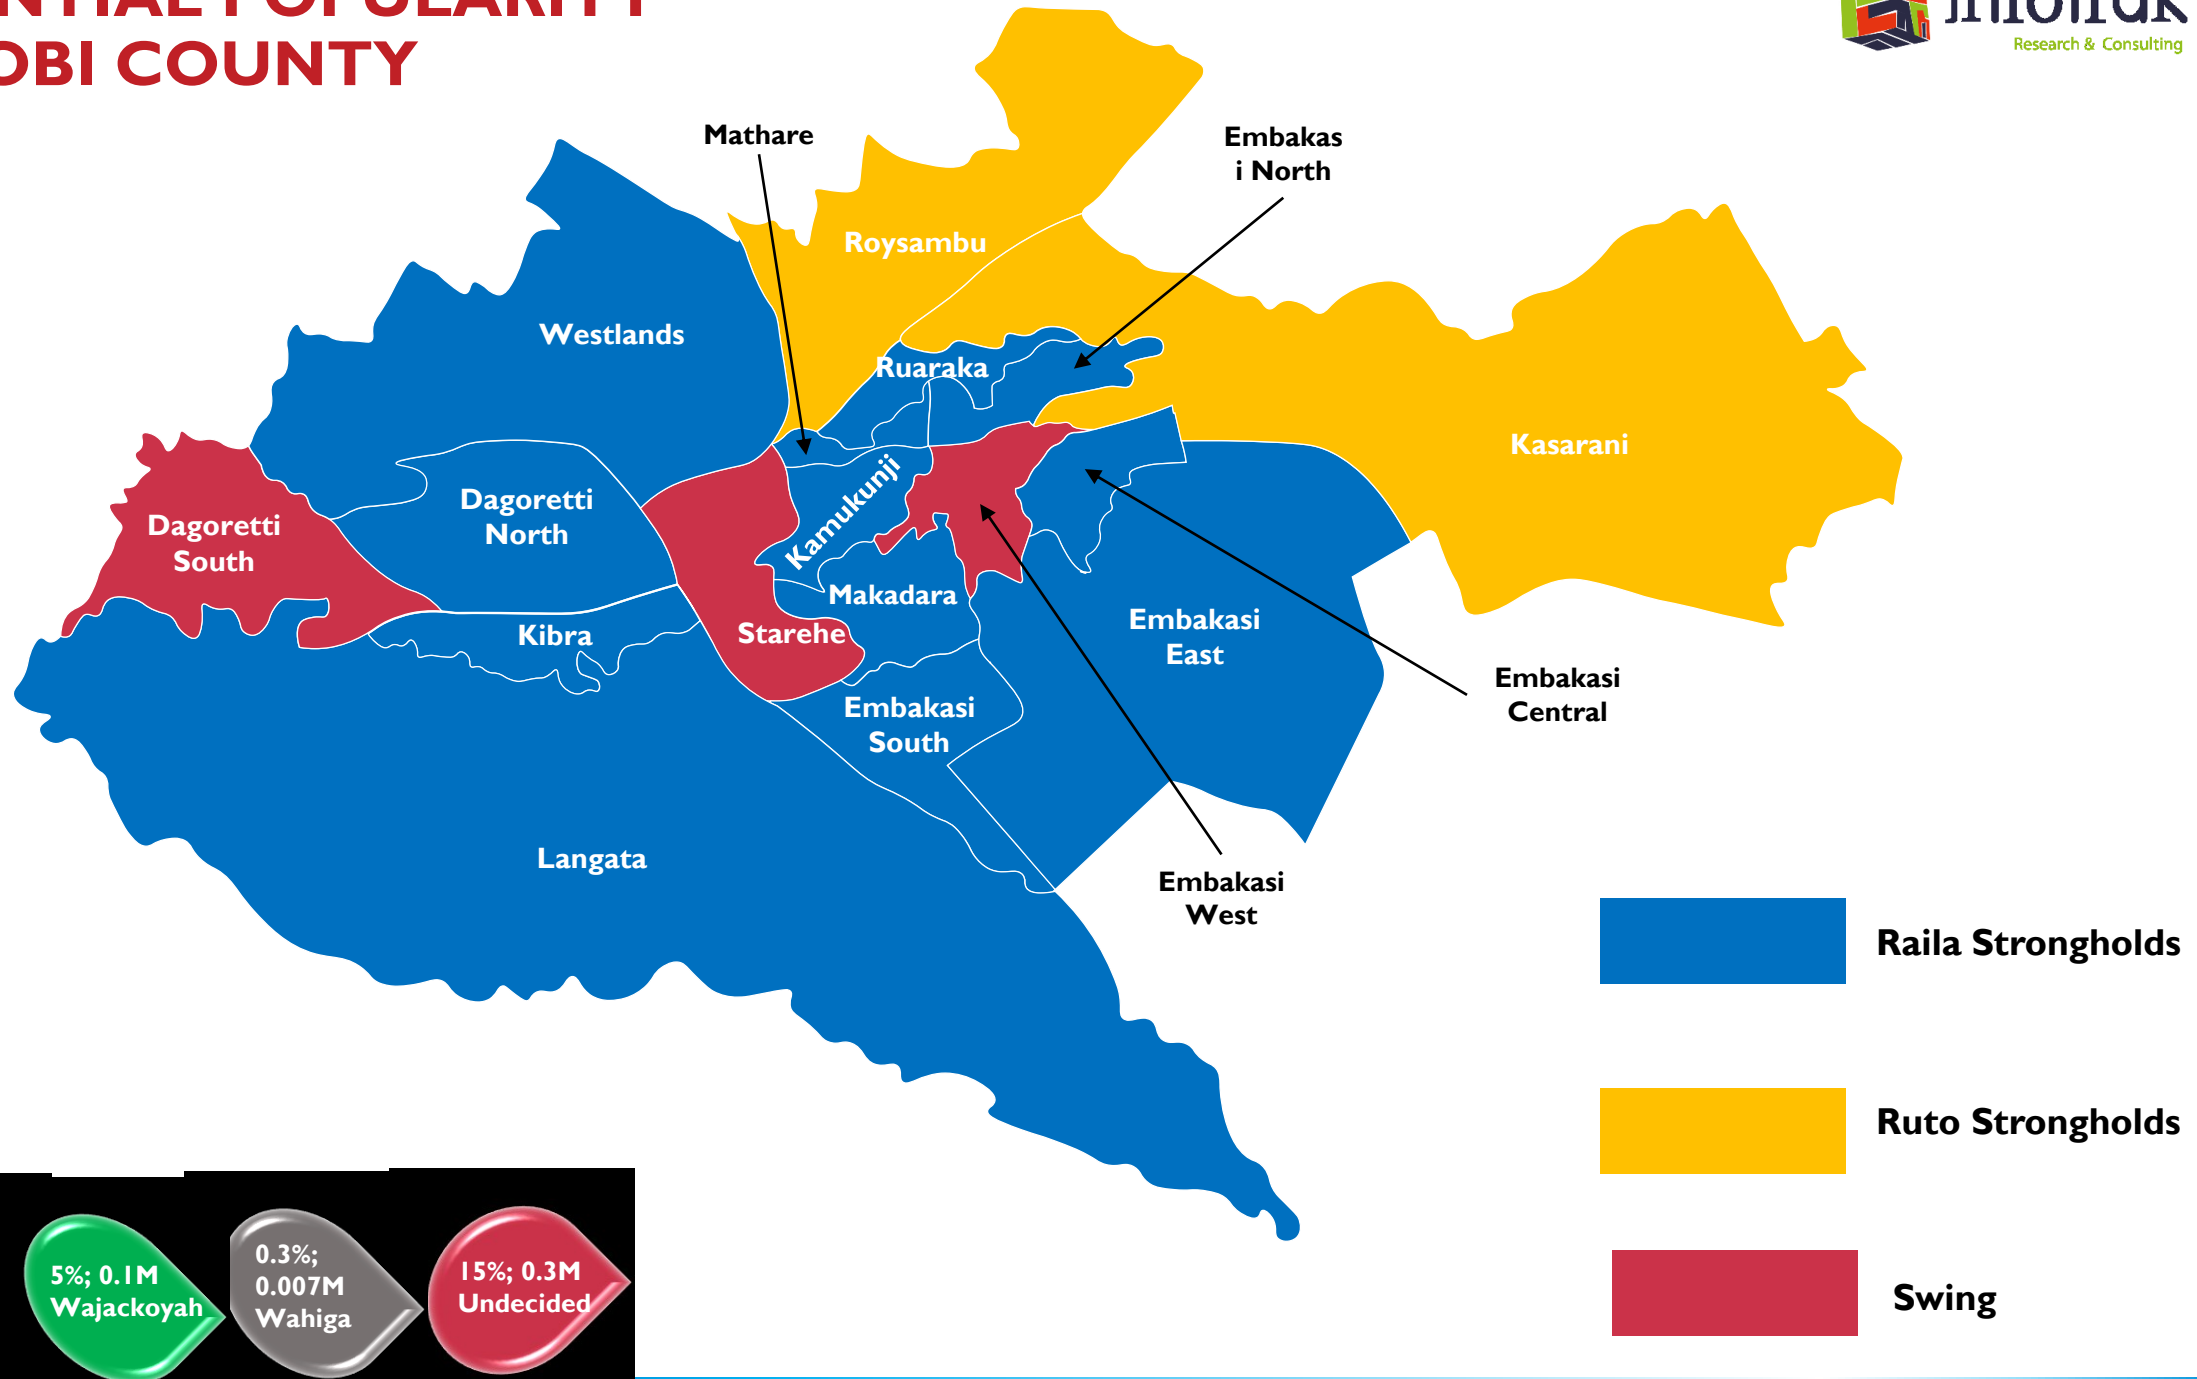 OBI COUNTY
Research & Consulting
Mathare
Embakas
i North
Roysambu
Westlands
Ruaraka
Kasarani
Kamukunji
Dagoretti
North
Dagoretti
South
Makadara
Kibra
Starehe
Embakasi
East
Embakasi
Central
Embakasi
South
Langata
Embakasi
West
Raila Strongholds
Ruto Strongholds
Swing
5%; 0.1M
Wajackoyah
0.3%;
0.007M
Wahiga
15%; 0.3M
Undecided